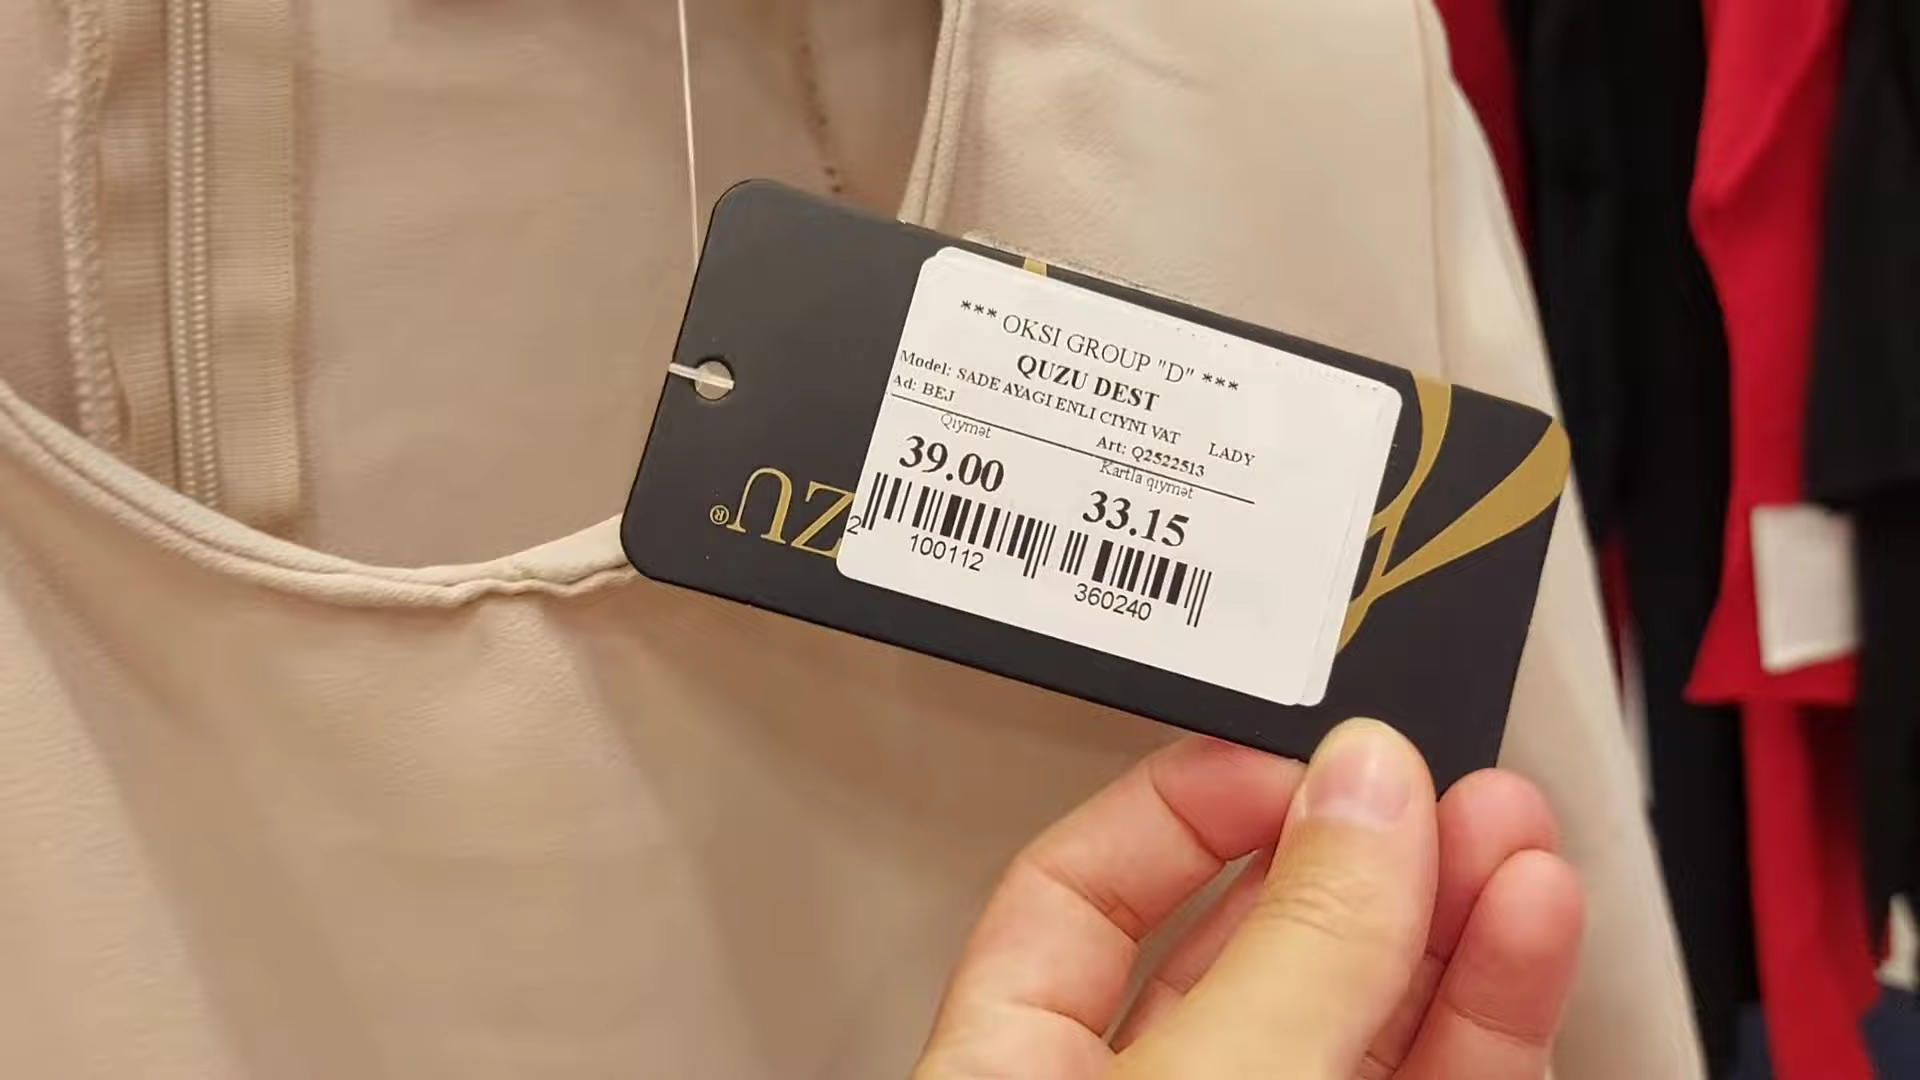 *** OKSI GROUP "D" ***
QUZU DEST
Model: SADE AYAGI ENLI CIYNI VAT LADY
Ad: BEJ Art: Q2522513
Qiymət Kartla qiymət
39.00 33.15
2 100112 360240
ZU®